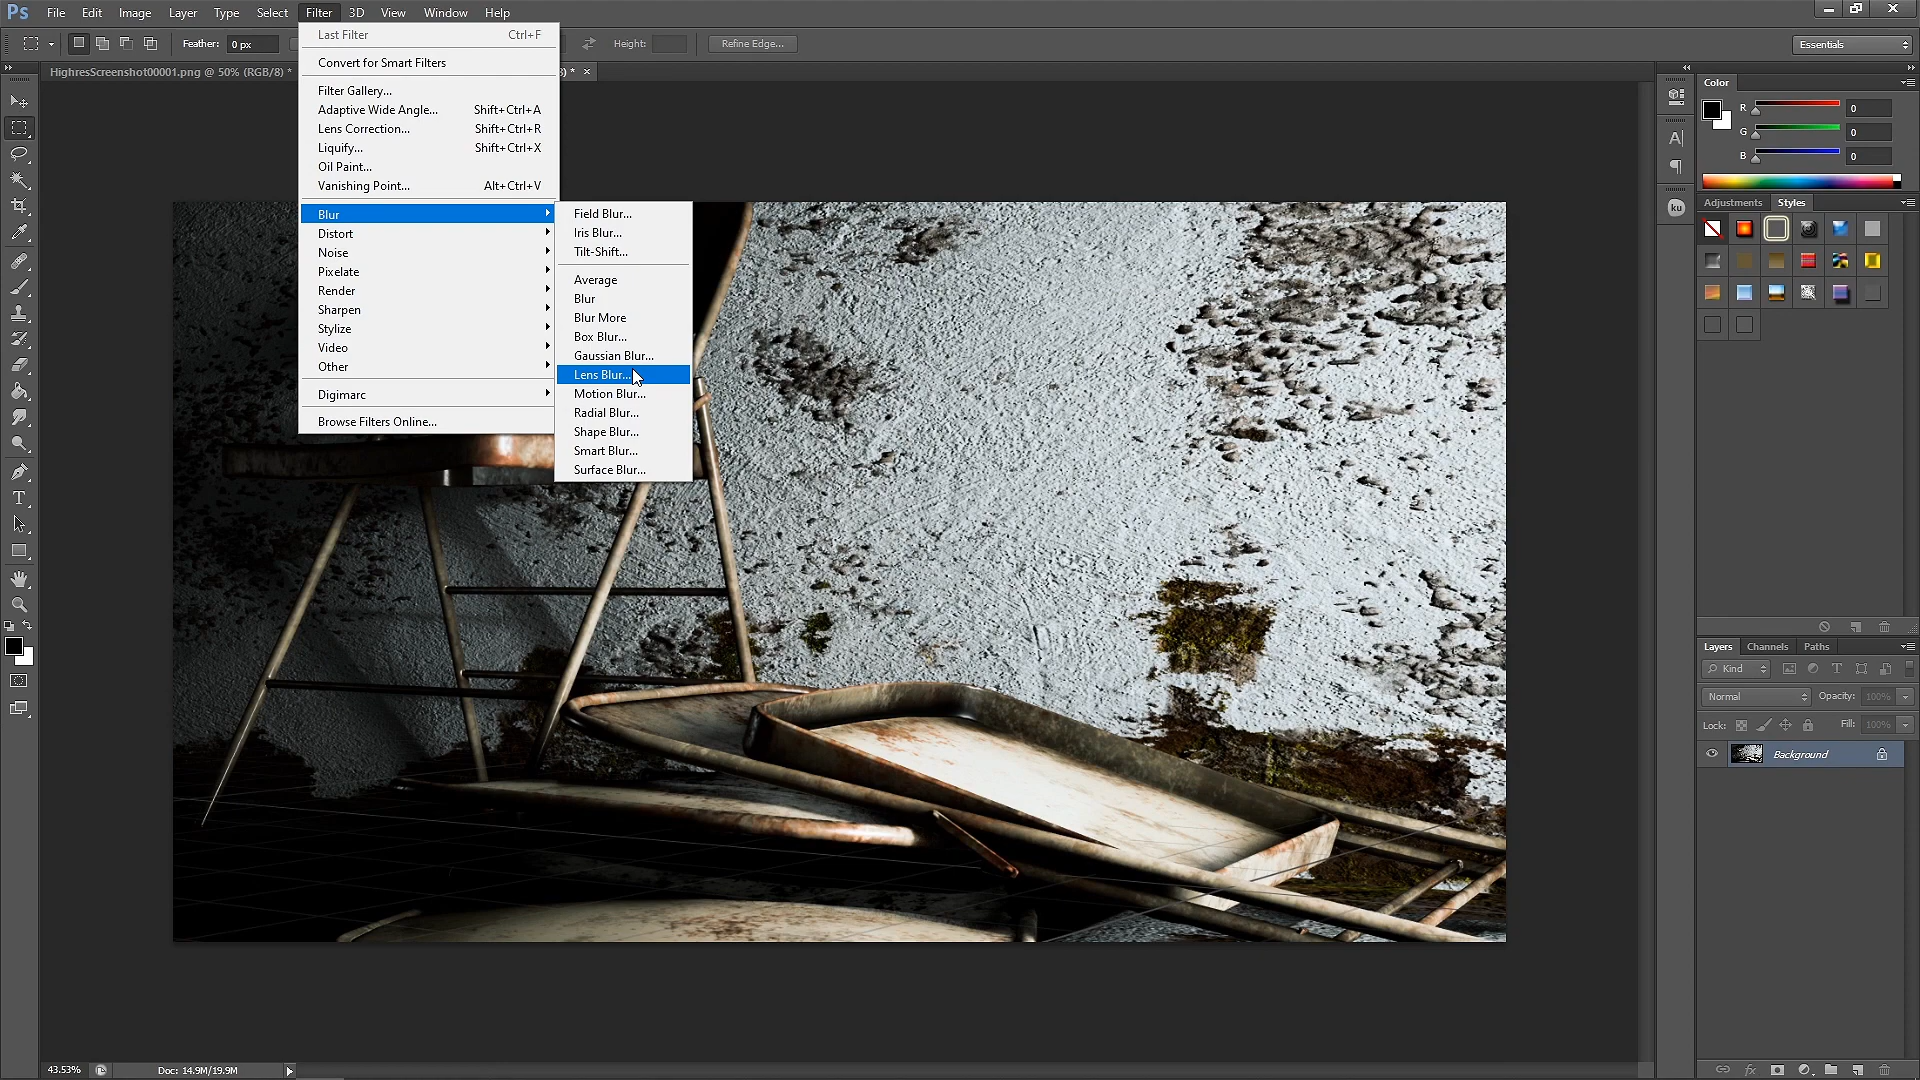 Ps File Edit Image Layer Type Select Filter 3D View Window Help
Feather: 0 px Height: Refine Edge... Essentials
HighresScreenshot00001.png @ 50% (RGB/8) * 8) * ×
Last Filter Ctrl+F
Convert for Smart Filters
Filter Gallery...
Adaptive Wide Angle... Shift+Ctrl+A
Lens Correction... Shift+Ctrl+R
Liquify... Shift+Ctrl+X
Oil Paint...
Vanishing Point... Alt+Ctrl+V
Blur
Distort
Noise
Pixelate
Render
Sharpen
Stylize
Video
Other
Digimarc
Browse Filters Online...
Field Blur...
Iris Blur...
Tilt-Shift...
Average
Blur
Blur More
Box Blur...
Gaussian Blur...
Lens Blur...
Motion Blur...
Radial Blur...
Shape Blur...
Smart Blur...
Surface Blur...
Color
R 0
G 0
B 0
Adjustments Styles
Layers Channels Paths
Kind
Normal Opacity: 100%
Lock: Fill: 100%
Background
43.53% Doc: 14.9M/19.9M